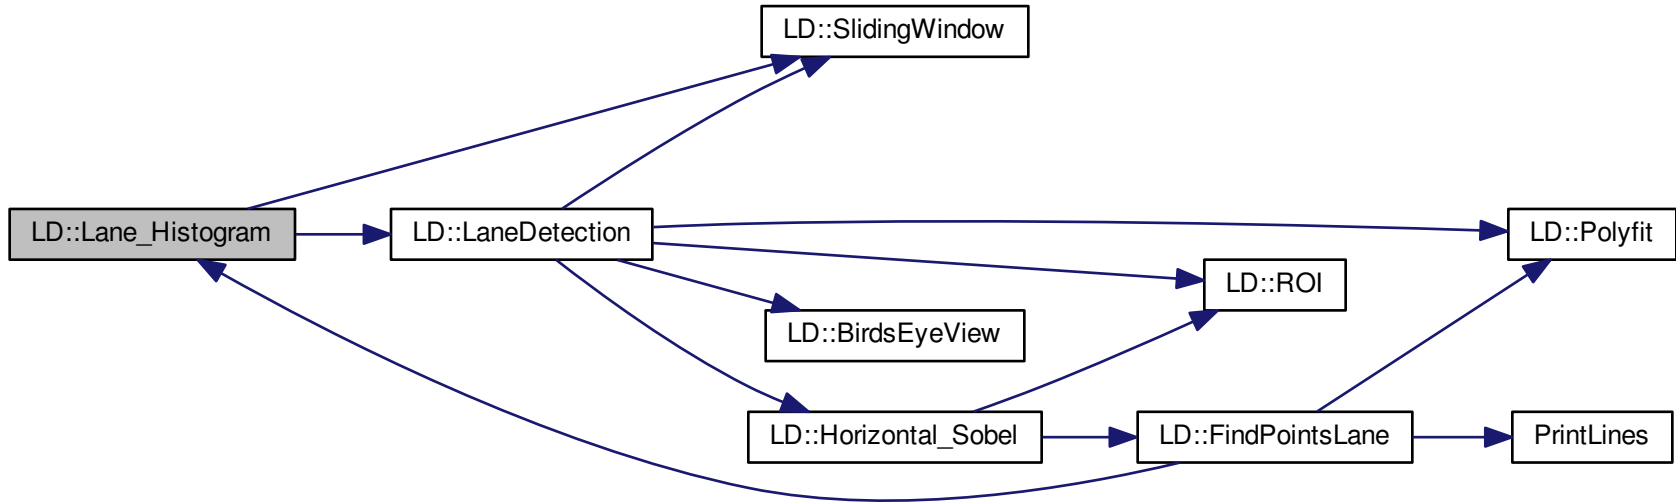 LD::SlidingWindow
LD::Lane_Histogram
LD::LaneDetection
LD::Polyfit
LD::ROI
LD::BirdsEyeView
LD::Horizontal_Sobel
LD::FindPointsLane
PrintLines